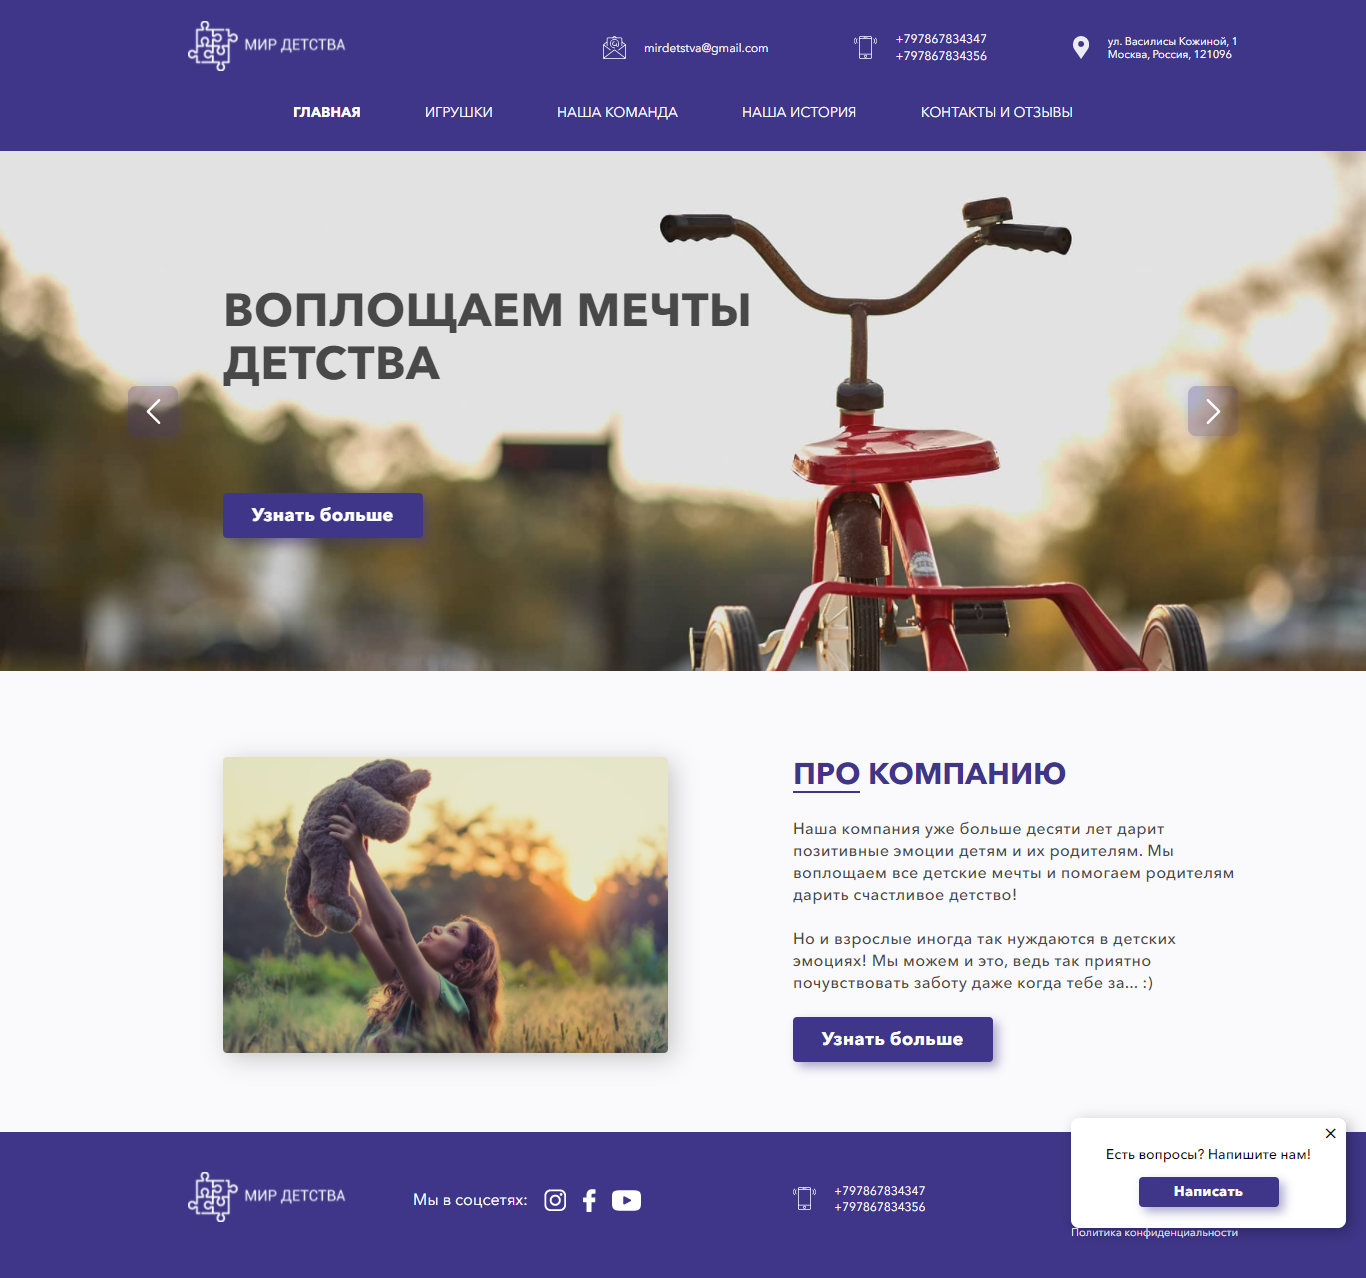 МИР ДЕТСТВА
mirdetstva@gmail.com
+797867834347
+797867834356
ул. Василисы Кожиной, 1
Москва, Россия, 121096
ГЛАВНАЯ
ИГРУШКИ
НАША КОМАНДА
НАША ИСТОРИЯ
КОНТАКТЫ И ОТЗЫВЫ
ВОПЛОЩАЕМ МЕЧТЫ
ДЕТСТВА
Узнать больше
ПРО КОМПАНИЮ
Наша компания уже больше десяти лет дарит
позитивные эмоции детям и их родителям. Мы
воплощаем все детские мечты и помогаем родителям
дарить счастливое детство!
Но и взрослые иногда так нуждаются в детских
эмоциях! Мы можем и это, ведь так приятно
почувствовать заботу даже когда тебе за... :)
Узнать больше
МИР ДЕТСТВА
Мы в соцсетях:
+797867834347
+797867834356
Есть вопросы? Напишите нам!
Написать
Политика конфиденциальности